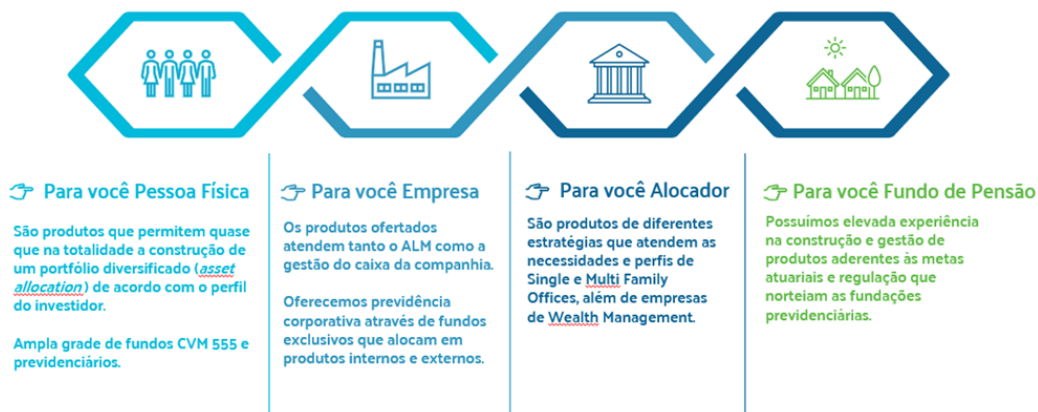 Para você Pessoa Física
São produtos que permitem quase
que na totalidade a construção de
um portfólio diversificado (asset
allocation) de acordo com o perfil
do investidor.
Ampla grade de fundos CVM 555 e
previdenciários.
Para você Empresa
Os produtos ofertados
atendem tanto o ALM como a
gestão do caixa da companhia.
Oferecemos previdência
corporativa através de fundos
exclusivos que alocam em
produtos internos e externos.
Para você Alocador
São produtos de diferentes
estratégias que atendem as
necessidades e perfis de
Single e Multi Family
Offices, além de empresas
de Wealth Management.
Para você Fundo de Pensão
Possuímos elevada experiência
na construção e gestão de
produtos aderentes às metas
atuariais e regulação que
norteiam as fundações
previdenciárias.